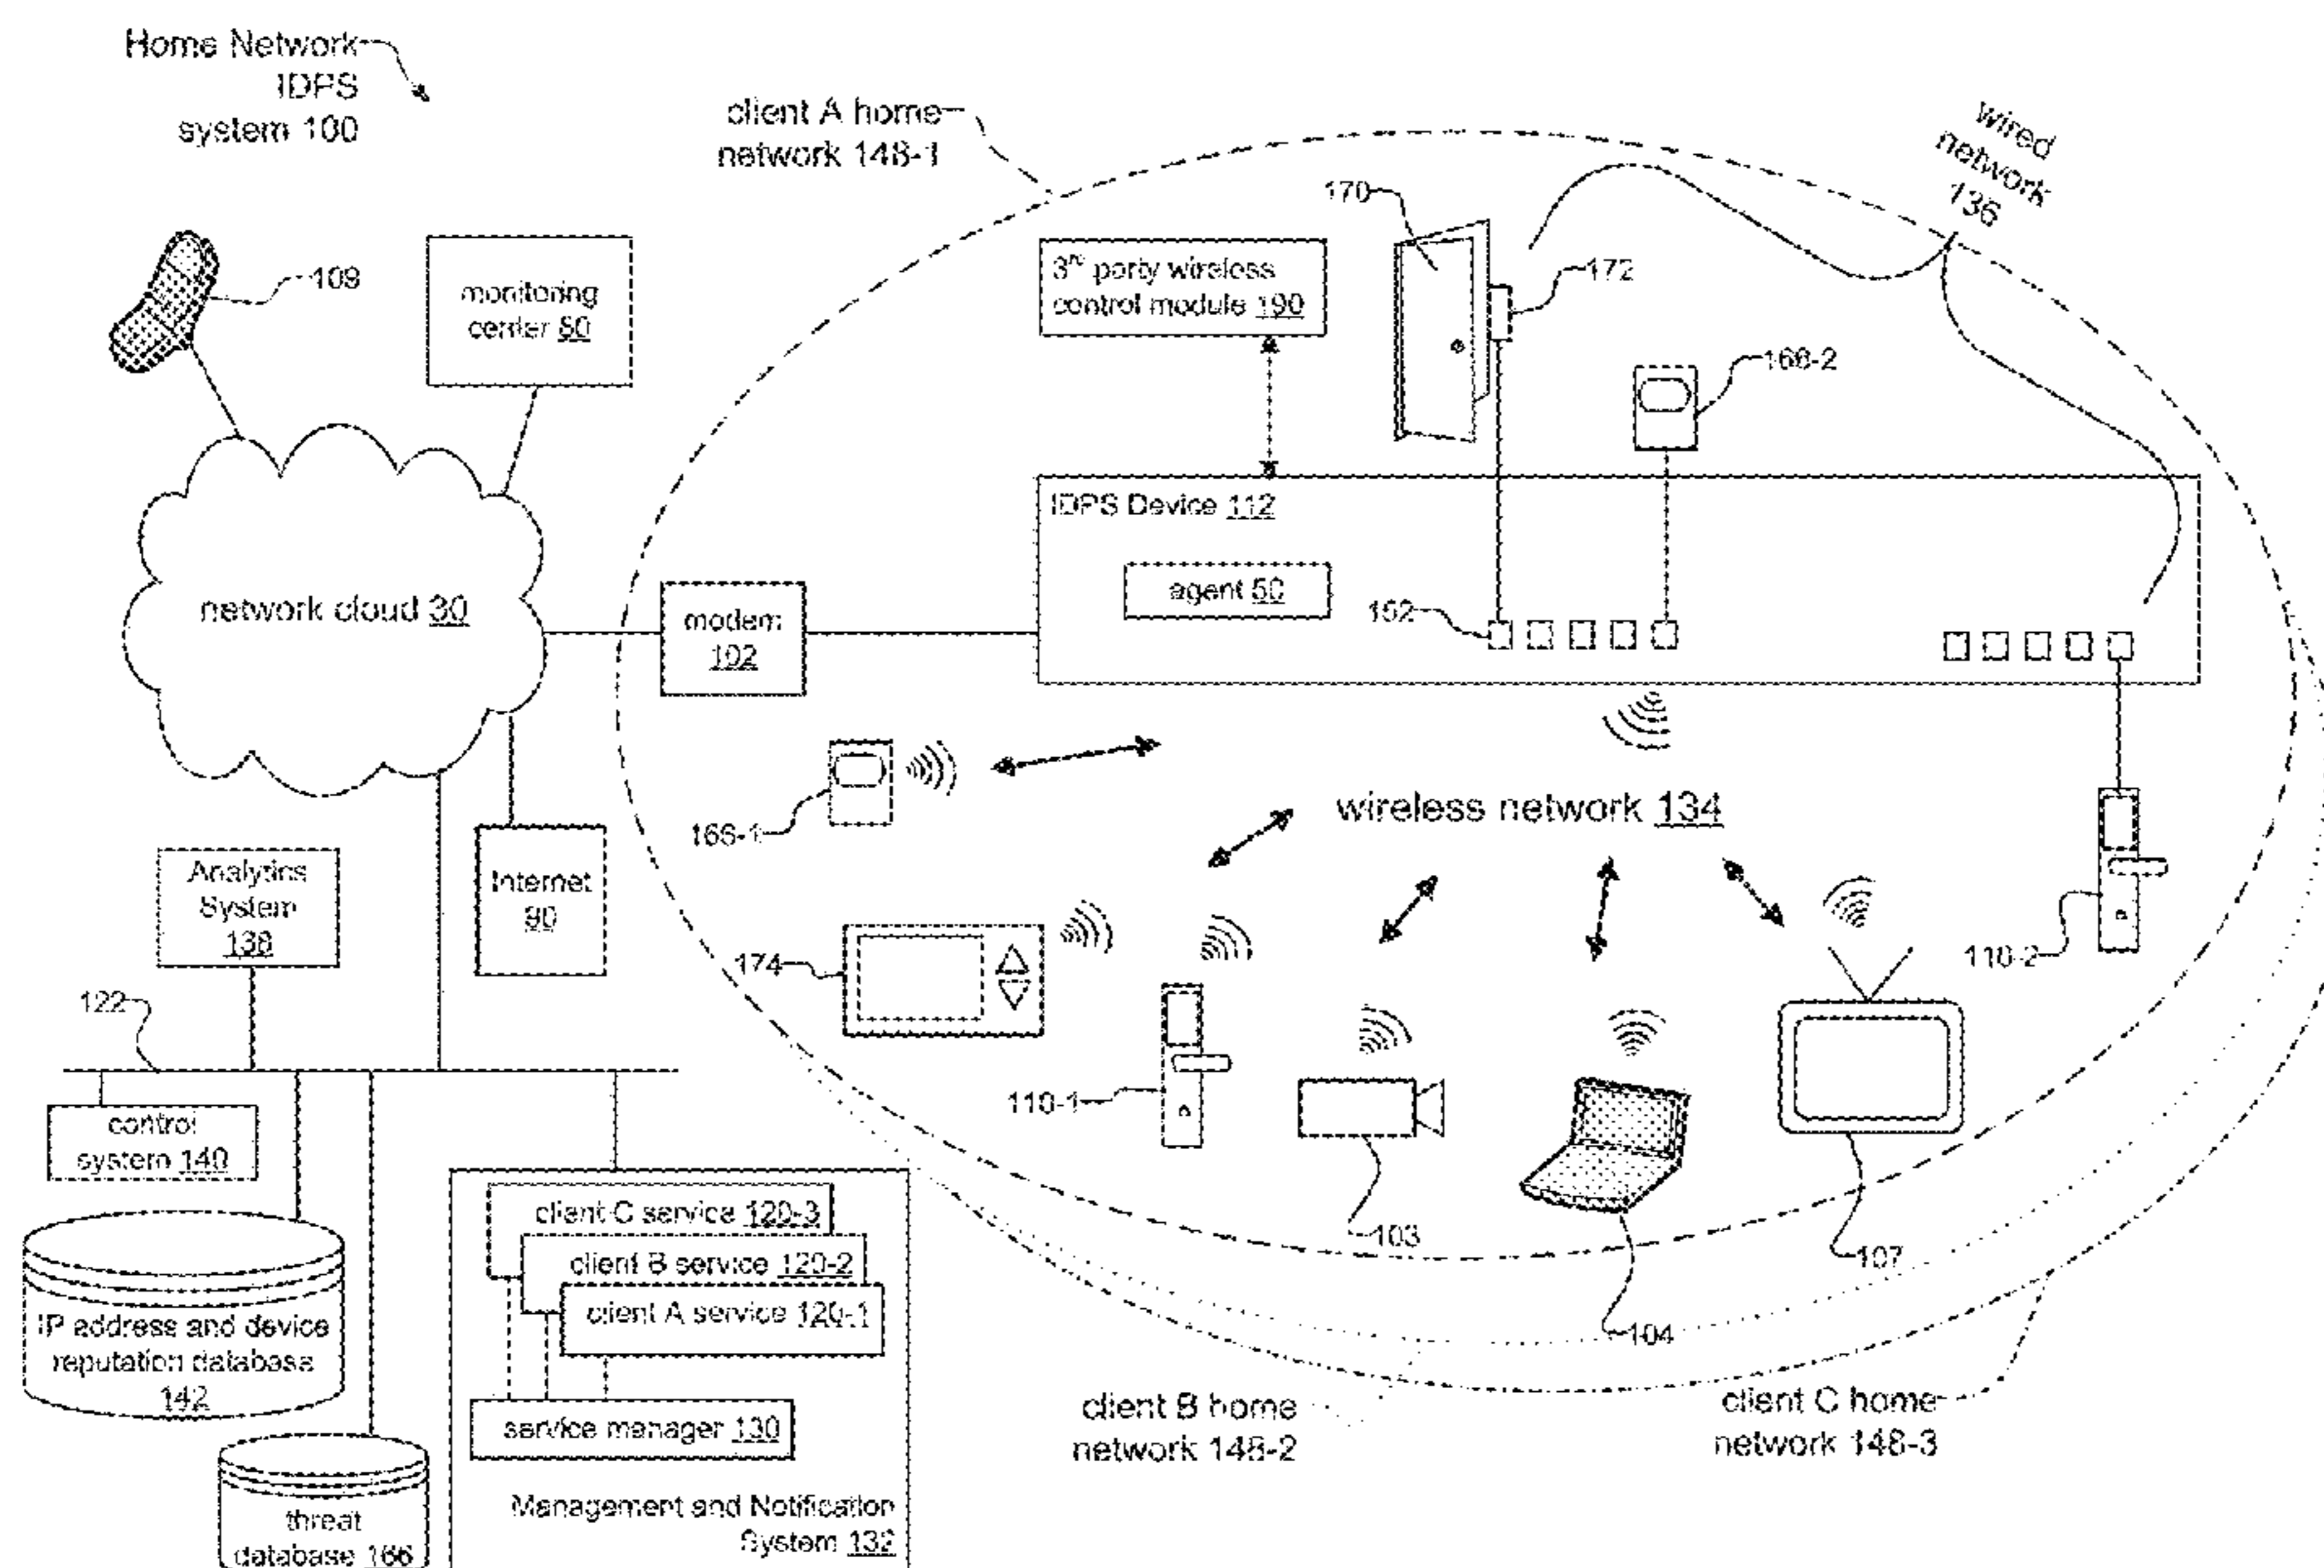 Home Network
IDPS
system 100
client A home
network 148-1
wired
network
136
108
monitoring
center 80
170
3rd party wireless
control module 190
172
168-2
network cloud 30
modem
102
IDPS Device 112
agent 50
152
168-1
wireless network 134
Analytics
System
138
Internet
90
174
110-2
122
110-1
control
system 140
103
107
104
client C service 120-3
client B service 120-2
client A service 120-1
service manager 130
Management and Notification
System 132
IP address and device
reputation database
142
threat
database 166
client B home
network 148-2
client C home
network 148-3